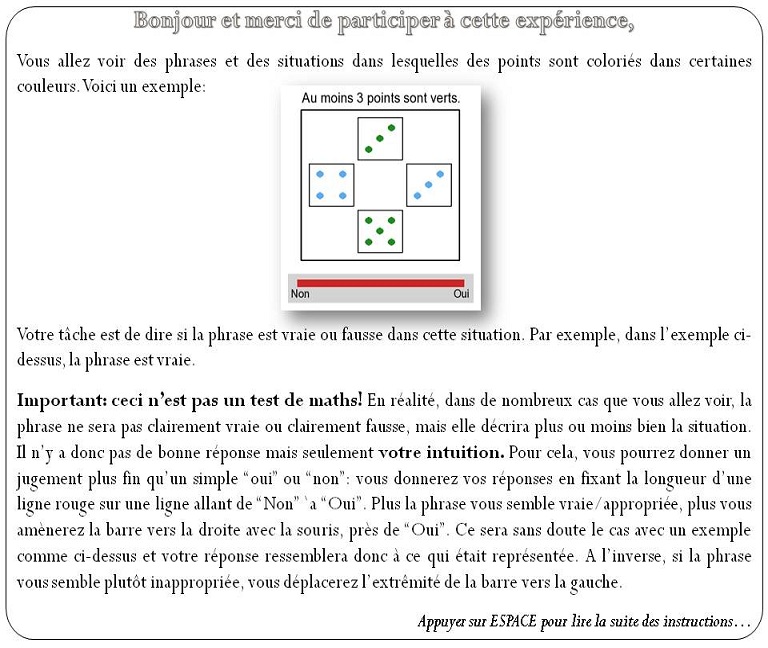 Bonjour et merci de participer à cette expérience,
Vous allez voir des phrases et des situations dans lesquelles des points sont coloriés dans certaines
couleurs. Voici un exemple:
Au moins 3 points sont verts.
Non Oui
Votre tâche est de dire si la phrase est vraie ou fausse dans cette situation. Par exemple, dans l'exemple ci-
dessus, la phrase est vraie.
Important: ceci n'est pas un test de maths! En réalité, dans de nombreux cas que vous allez voir, la
phrase ne sera pas clairement vraie ou clairement fausse, mais elle décrira plus ou moins bien la situation.
Il n'y a donc pas de bonne réponse mais seulement votre intuition. Pour cela, vous pourrez donner un
jugement plus fin qu'un simple "oui" ou "non": vous donnerez vos réponses en fixant la longueur d'une
ligne rouge sur une ligne allant de "Non" `a "Oui". Plus la phrase vous semble vraie/appropriée, plus vous
amènerez la barre vers la droite avec la souris, près de "Oui". Ce sera sans doute le cas avec un exemple
comme ci-dessus et votre réponse ressemblera donc à ce qui était représentée. A l'inverse, si la phrase
vous semble plutôt inappropriée, vous déplacerez l'extrêmité de la barre vers la gauche.
Appuyer sur ESPACE pour lire la suite des instructions…